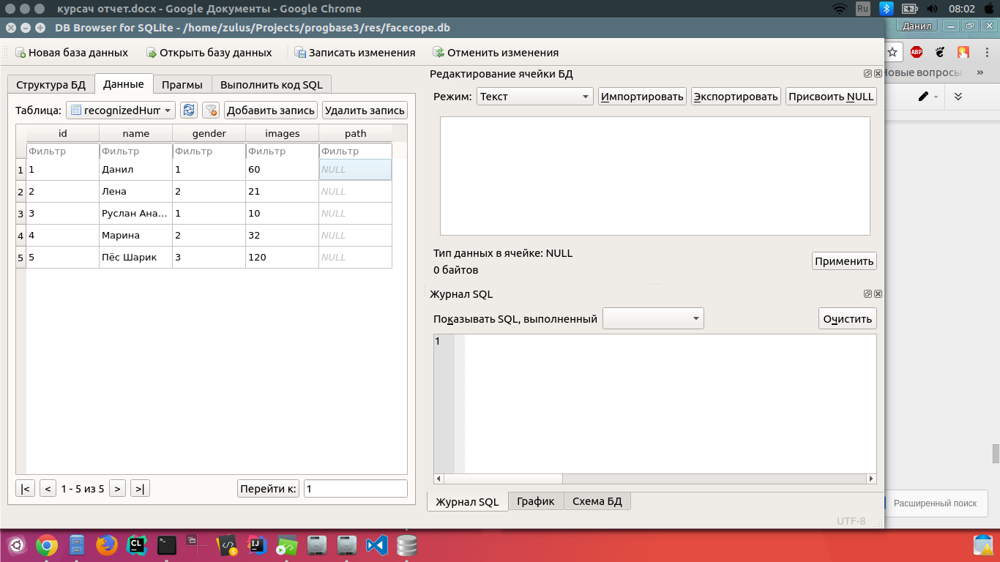 курсач отчет.docx - Google Документы - Google Chrome
Ru
08:02
DB Browser for SQLite - /home/zulus/Projects/progbase3/res/facecope.db
Данил
Новая база данных
Открыть базу данных
Записать изменения
Отменить изменения
ABP
Новые вопросы
»
Структура БД
Данные
Прагмы
Выполнить код SQL
Таблица:
recognizedHum
Добавить запись
Удалить запись
id name gender images path
Фильтр Фильтр Фильтр Фильтр Фильтр
1 1 Данил 1 60 NULL
2 2 Лена 2 21 NULL
3 3 Руслан Ана... 1 10 NULL
4 4 Марина 2 32 NULL
5 5 Пёс Шарик 3 120 NULL
|< < 1 - 5 из 5 > >| Перейти к: 1
Редактирование ячейки БД
Режим: Текст Импортировать Экспортировать Присвоить NULL
Тип данных в ячейке: NULL
0 байтов
Применить
Журнал SQL
Показывать SQL, выполненный
Очистить
1
Журнал SQL График Схема БД
UTF-8
Расширенный поиск
CL
IJ